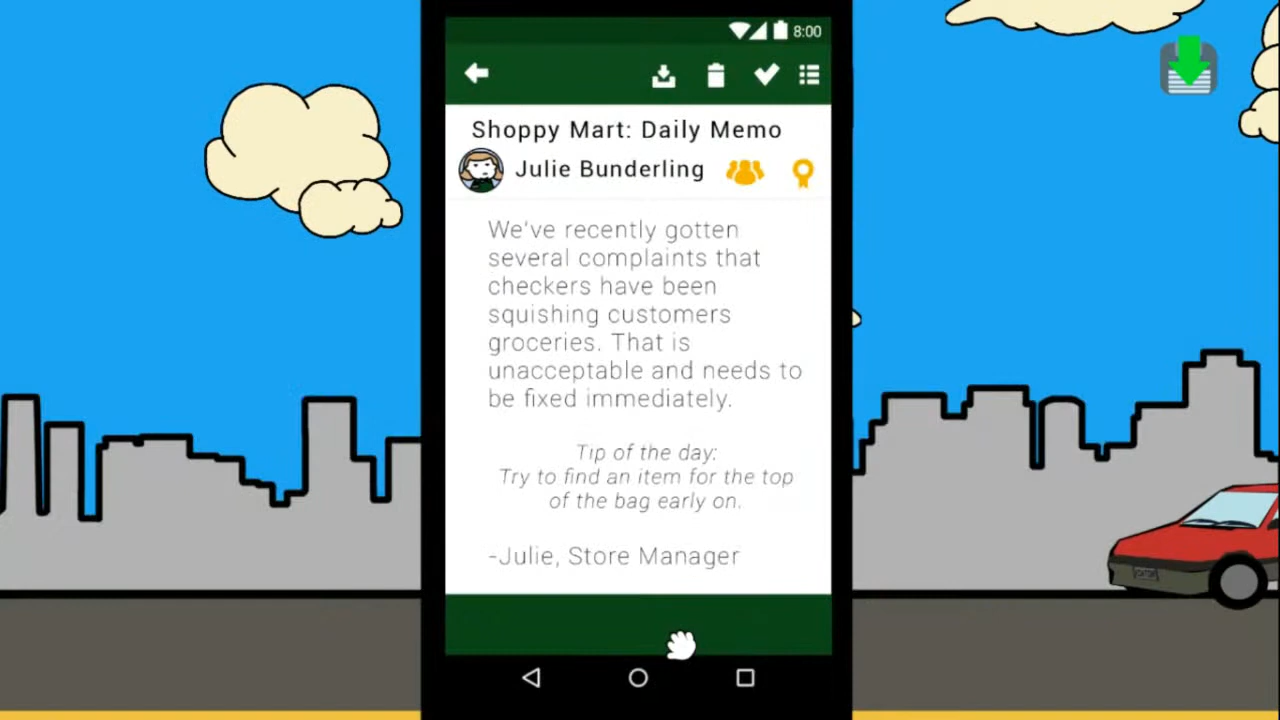 8:00
Shoppy Mart: Daily Memo
Julie Bunderling
We've recently gotten
several complaints that
checkers have been
squishing customers
groceries. That is
unacceptable and needs to
be fixed immediately.
Tip of the day:
Try to find an item for the top
of the bag early on.
-Julie, Store Manager